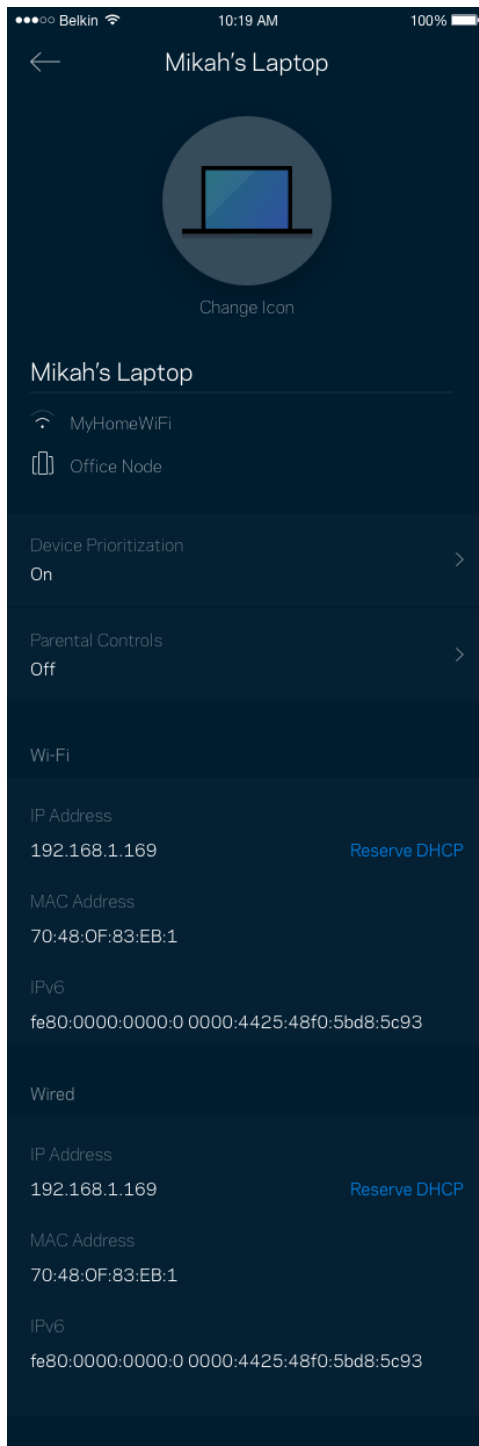 Belkin 10:19 AM 100%
Mikah's Laptop
Change Icon
Mikah's Laptop
MyHomeWiFi
Office Node
Device Prioritization
On
Parental Controls
Off
Wi-Fi
IP Address
192.168.1.169 Reserve DHCP
MAC Address
70:48:0F:83:EB:1
IPv6
fe80:0000:0000:0 0000:4425:48f0:5bd8:5c93
Wired
IP Address
192.168.1.169 Reserve DHCP
MAC Address
70:48:0F:83:EB:1
IPv6
fe80:0000:0000:0 0000:4425:48f0:5bd8:5c93